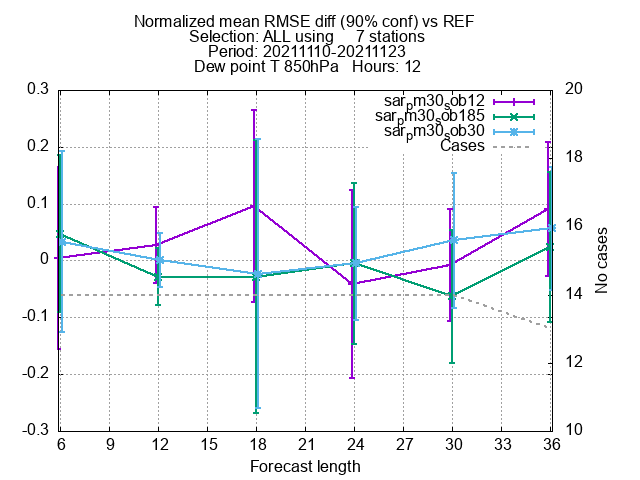 Normalized mean RMSE diff (90% conf) vs REF
Selection: ALL using 7 stations
Period: 20211110-20211123
Dew point T 850hPa Hours: 12
sar_pm30_sob12
sar_pm30_sob185
sar_pm30_sob30
Cases
0.3
0.2
0.1
0
-0.1
-0.2
-0.3
20
18
16
14
12
10
No cases
6 9 12 15 18 21 24 27 30 33 36
Forecast length